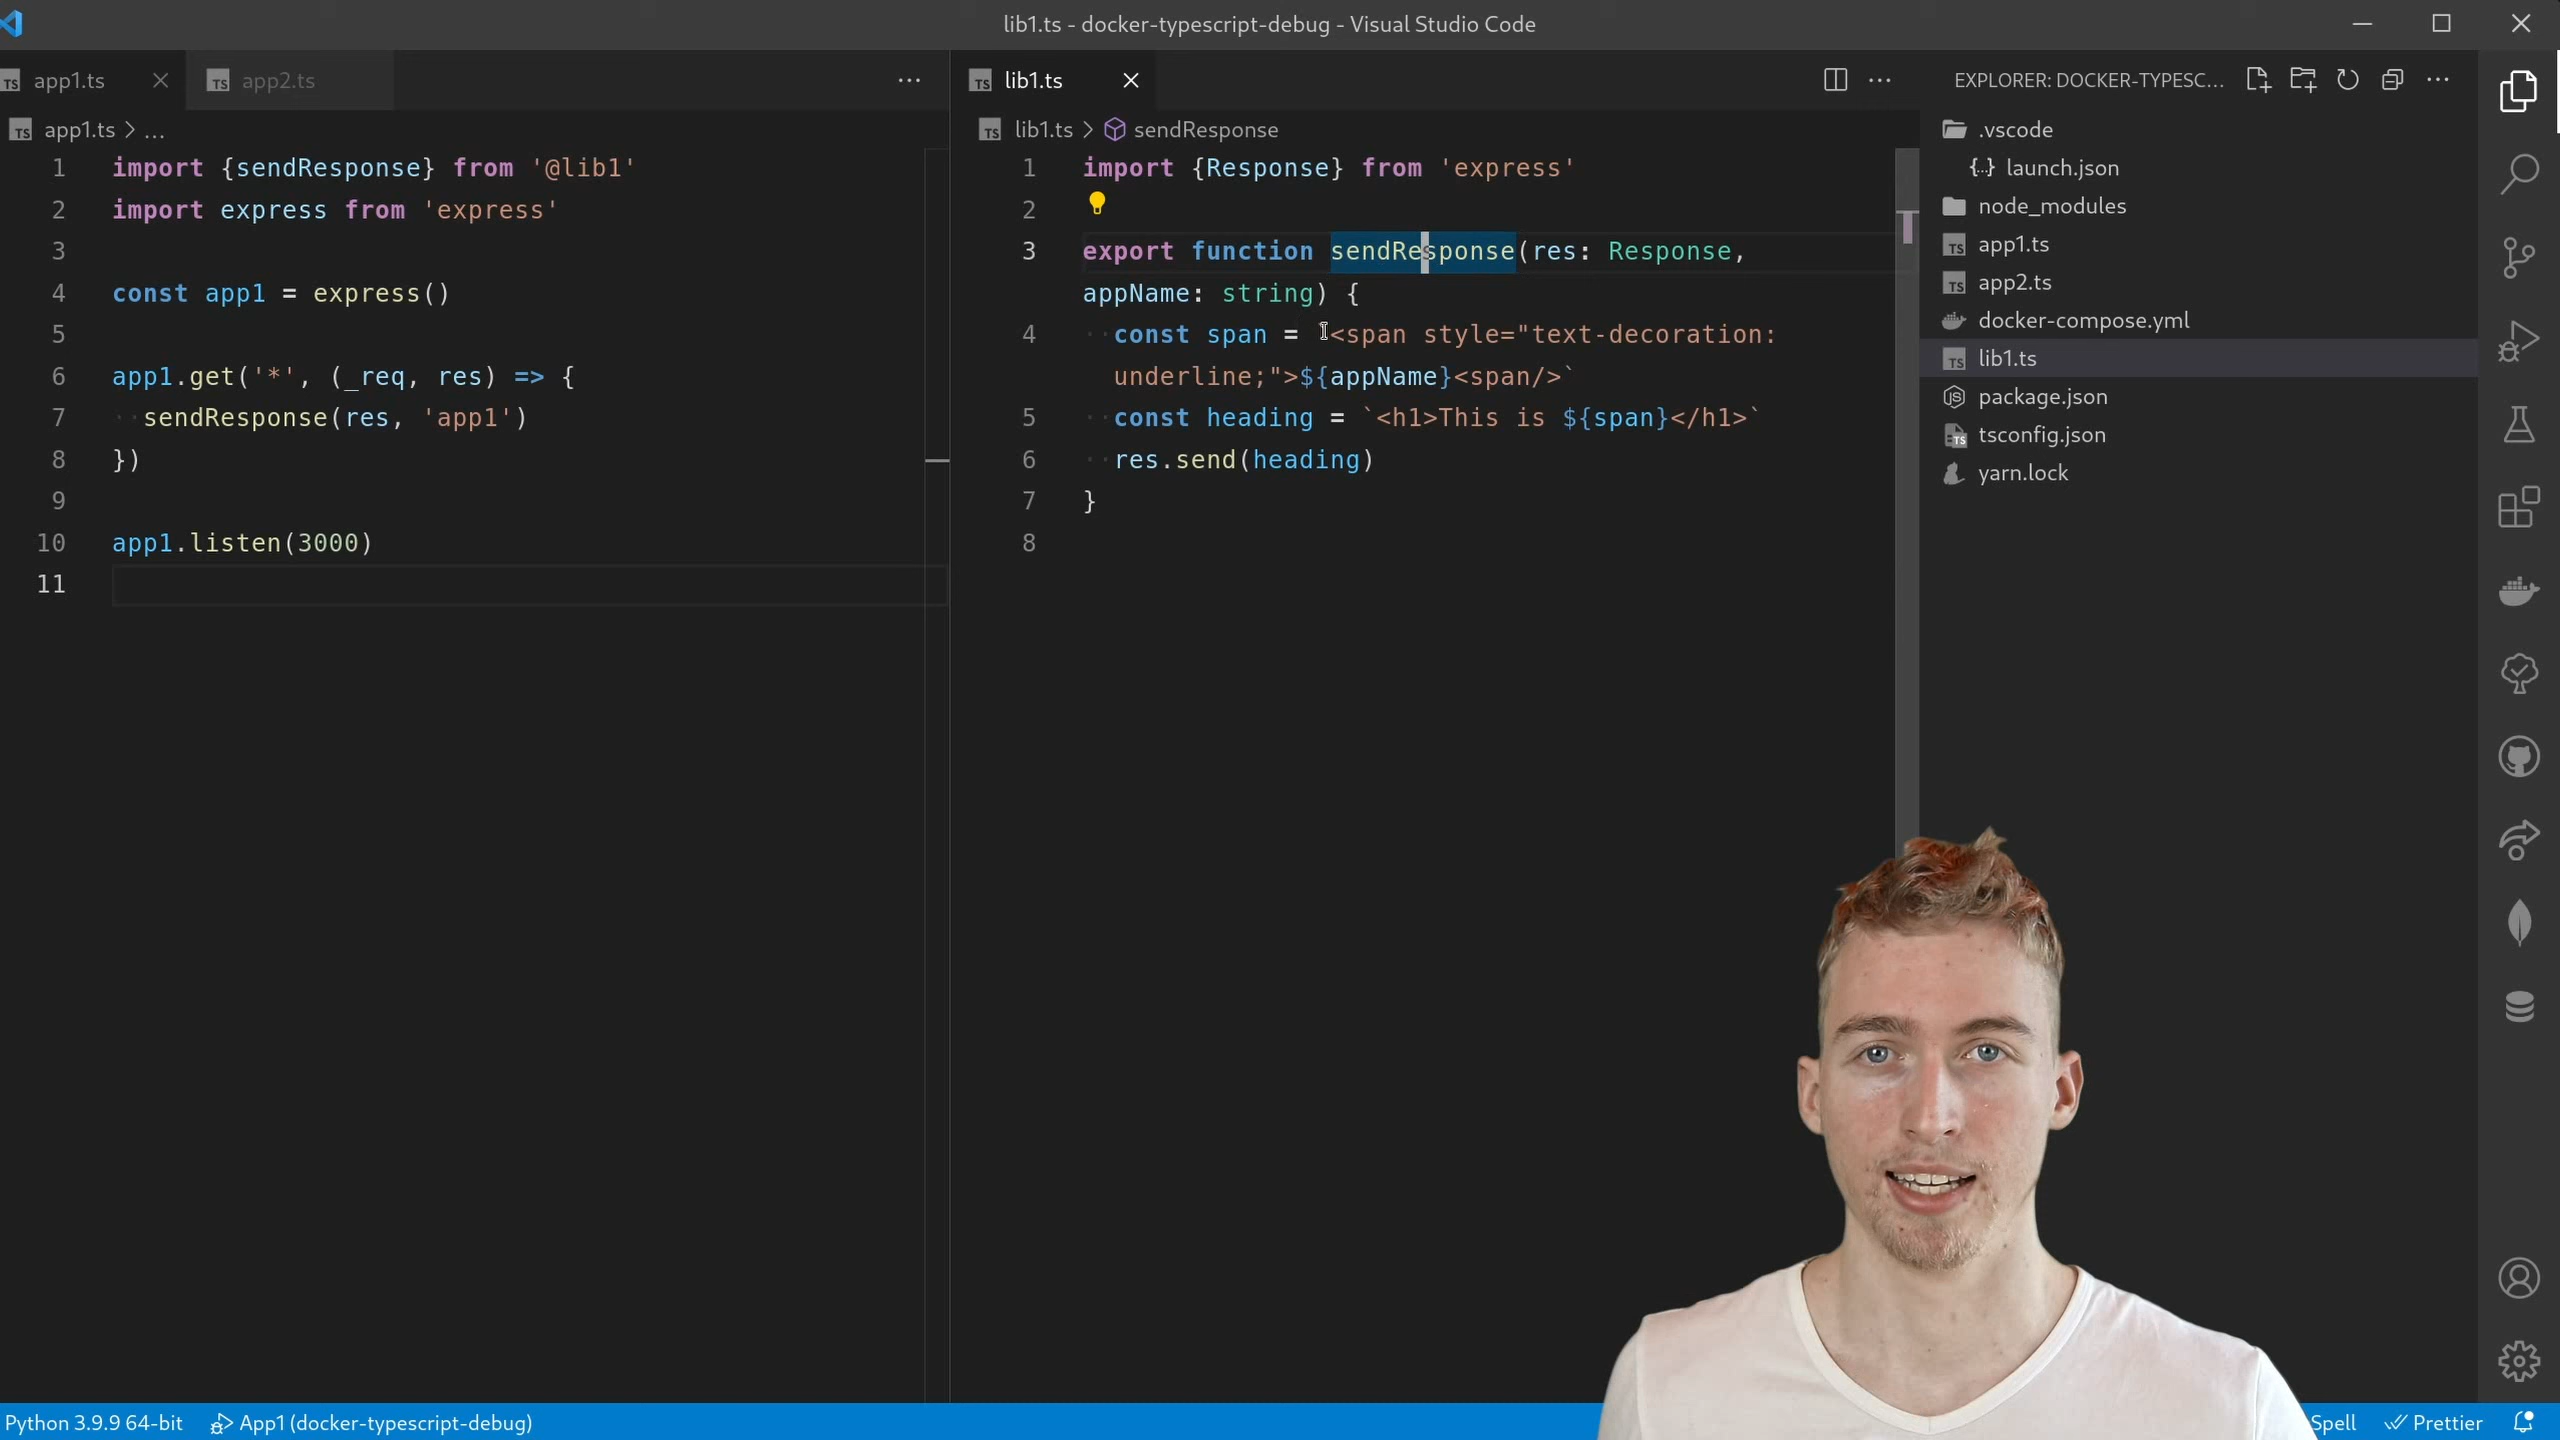 lib1.ts - docker-typescript-debug - Visual Studio Code
app1.ts
app2.ts
app1.ts > ...
1 import {sendResponse} from '@lib1'
2 import express from 'express'
3
4 const app1 = express()
5
6 app1.get('*', (_req, res) => {
7 sendResponse(res, 'app1')
8 })
9
10 app1.listen(3000)
11
lib1.ts
lib1.ts > sendResponse
1 import {Response} from 'express'
2
3 export function sendResponse(res: Response,
appName: string) {
4 const span = `<span style="text-decoration:
underline;">${appName}<span/>`
5 const heading = `<h1>This is ${span}</h1>`
6 res.send(heading)
7 }
8
EXPLORER: DOCKER-TYPESC...
.vscode
launch.json
node_modules
app1.ts
app2.ts
docker-compose.yml
lib1.ts
package.json
tsconfig.json
yarn.lock
Python 3.9.9 64-bit App1 (docker-typescript-debug) Spell Prettier